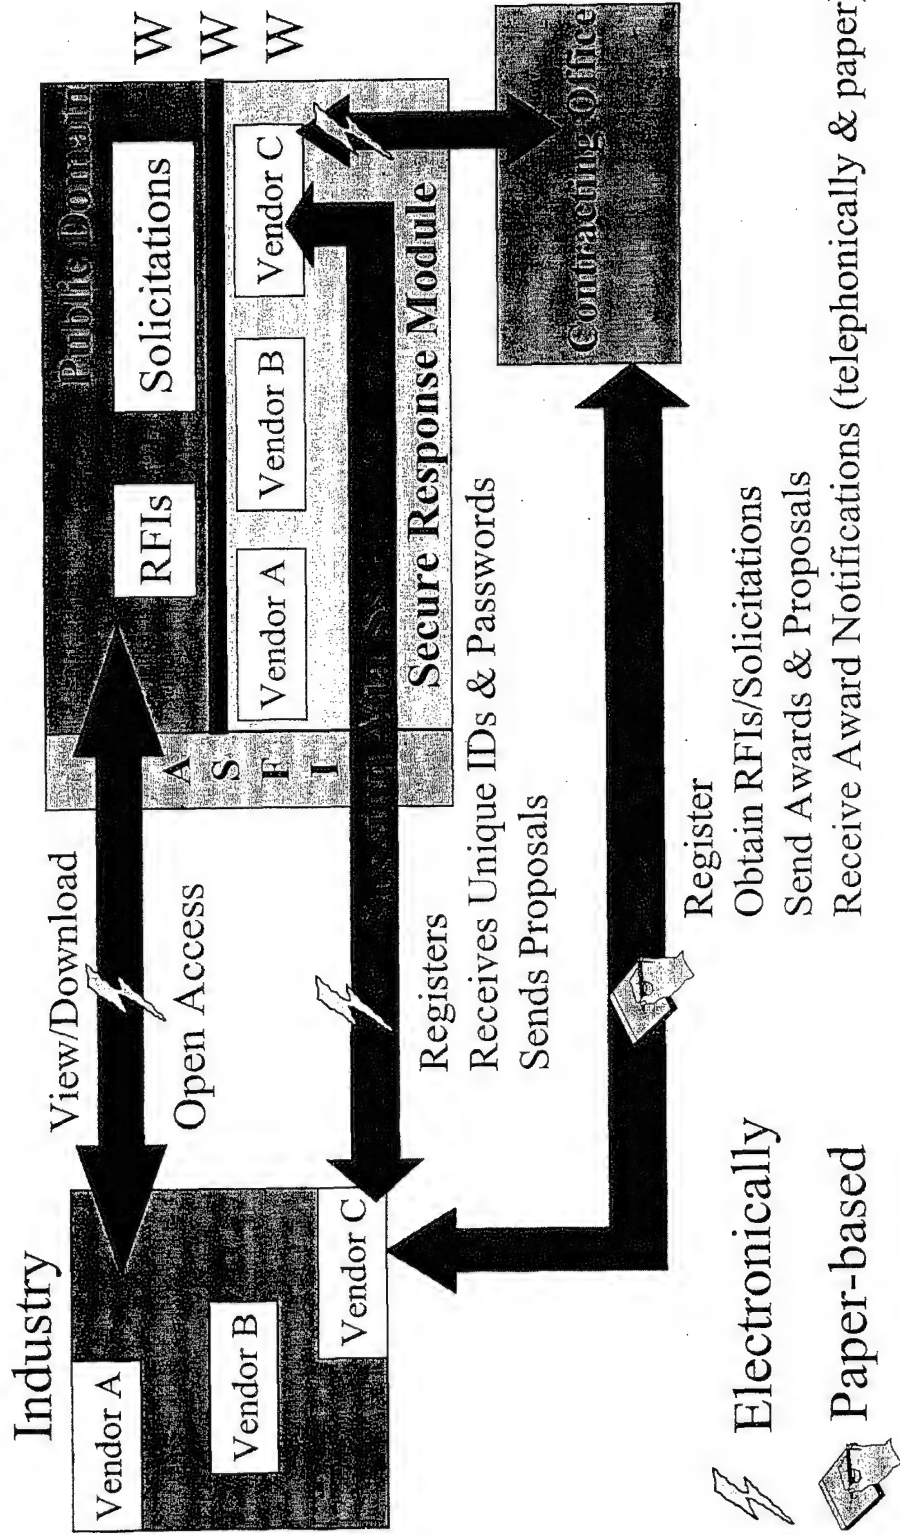 Industry
Vendor A
Vendor B
Vendor C
View/Download
Open Access
Registers
Receives Unique IDs & Passwords
Sends Proposals
A
S
F
I
Public Domain
RFIs
Solicitations
Vendor A
Vendor B
Vendor C
Secure Response Module
W
W
W
Contracting Office
Register
Obtain RFIs/Solicitations
Send Awards & Proposals
Receive Award Notifications (telephonically & paper)
Electronically
Paper-based